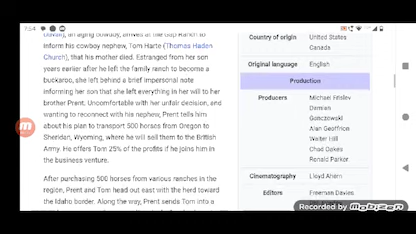 7:54
Duvall), an aging cowboy, arrives at the Gap Ranch to
inform his cowboy nephew, Tom Harte (Thomas Haden
Church), that his mother died. Estranged from her son
years earlier after he left the family ranch to become a
buckaroo, she left behind a brief impersonal note
informing her son that she left everything in her will to her
brother Prent. Uncomfortable with her unfair decision, and
wanting to reconnect with his nephew, Prent tells him
about his plan to transport 500 horses from Oregon to
Sheridan, Wyoming, where he will sell them to the British
Army. He offers Tom 25% of the profits if he joins him in
the business venture.
After purchasing 500 horses from various ranches in the
region, Prent and Tom head out east with the herd toward
the Idaho border. Along the way, Prent sends Tom into a
Country of origin
United States
Canada
Original language
English
Production
Producers
Michael Frislev
Damian
Ganczewski
Alan Geoffrion
Walter Hill
Chad Oakes
Ronald Parker
Cinematography
Lloyd Ahern
Editors
Freeman Davies
Recorded by Mobizen